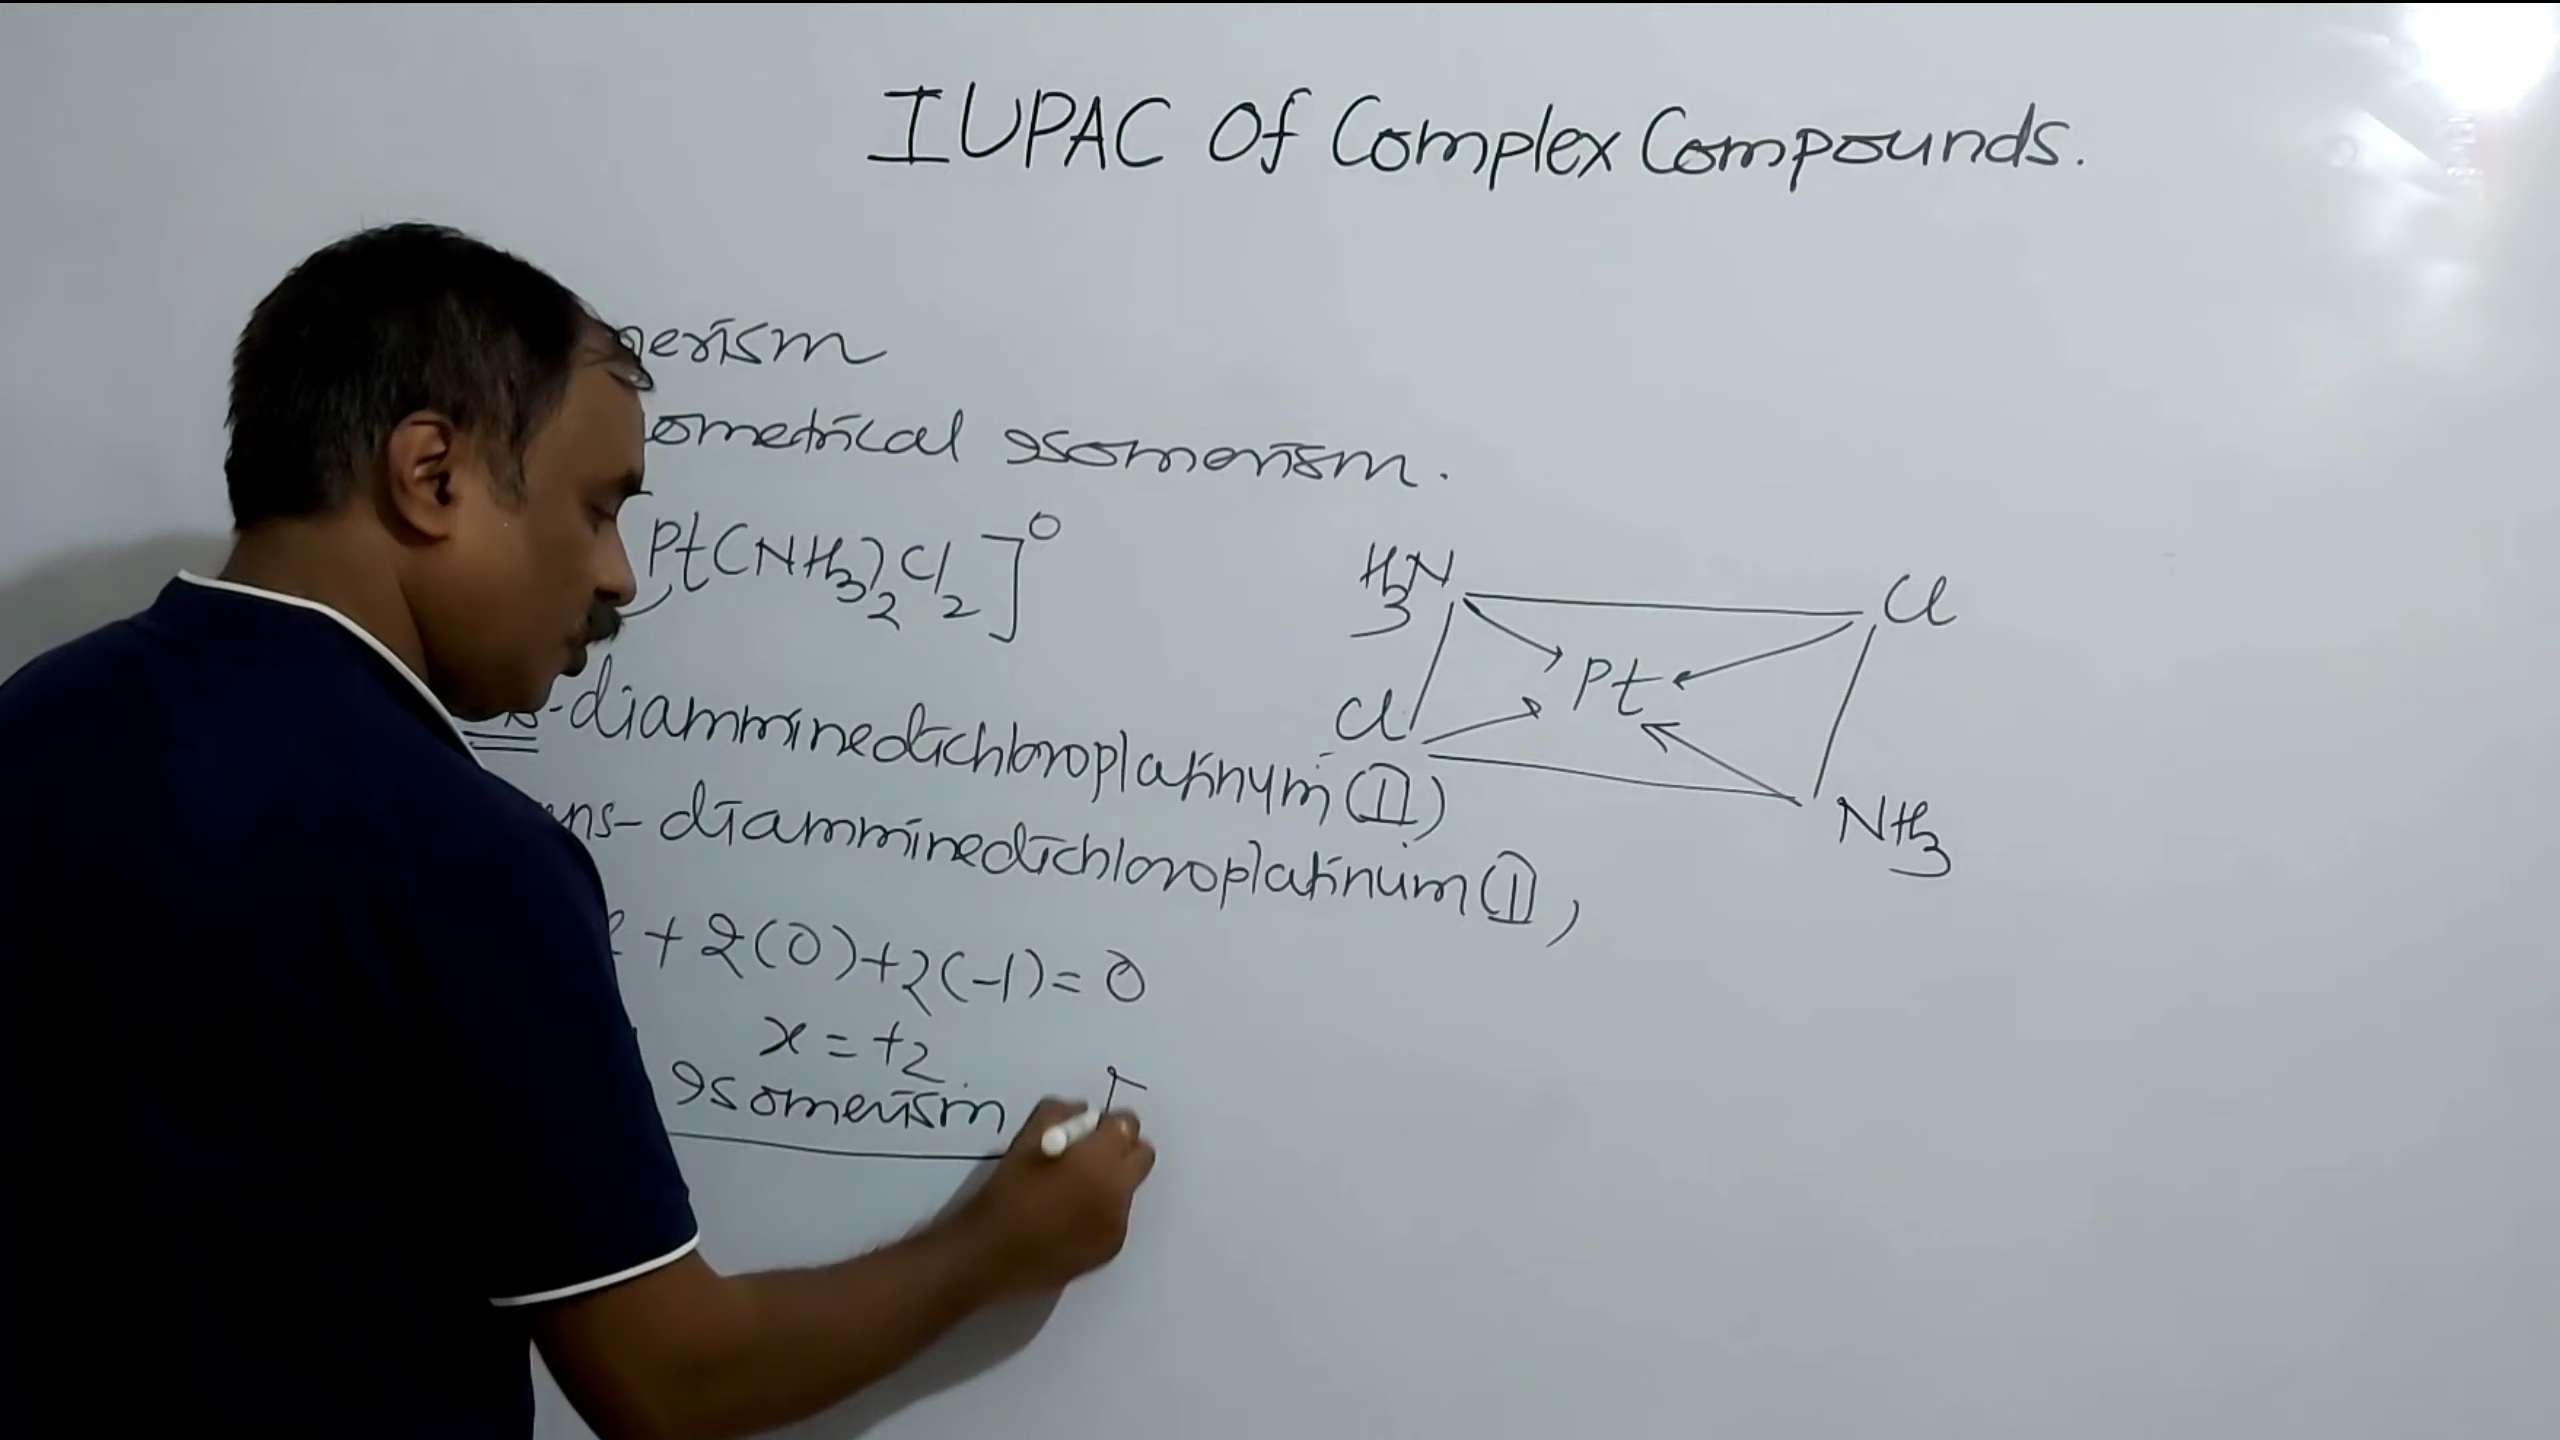 IUPAC Of Complex Compounds.
nerism
ometrical isomerism.
Pt(NH3)2Cl2]0
H3N
Cl
Pt
Cl
NH3
-diamminedichloroplatinum(II)
ns-diamminedichloroplatinum(II),
+2(0)+2(-1)=0
x=+2
isomerism